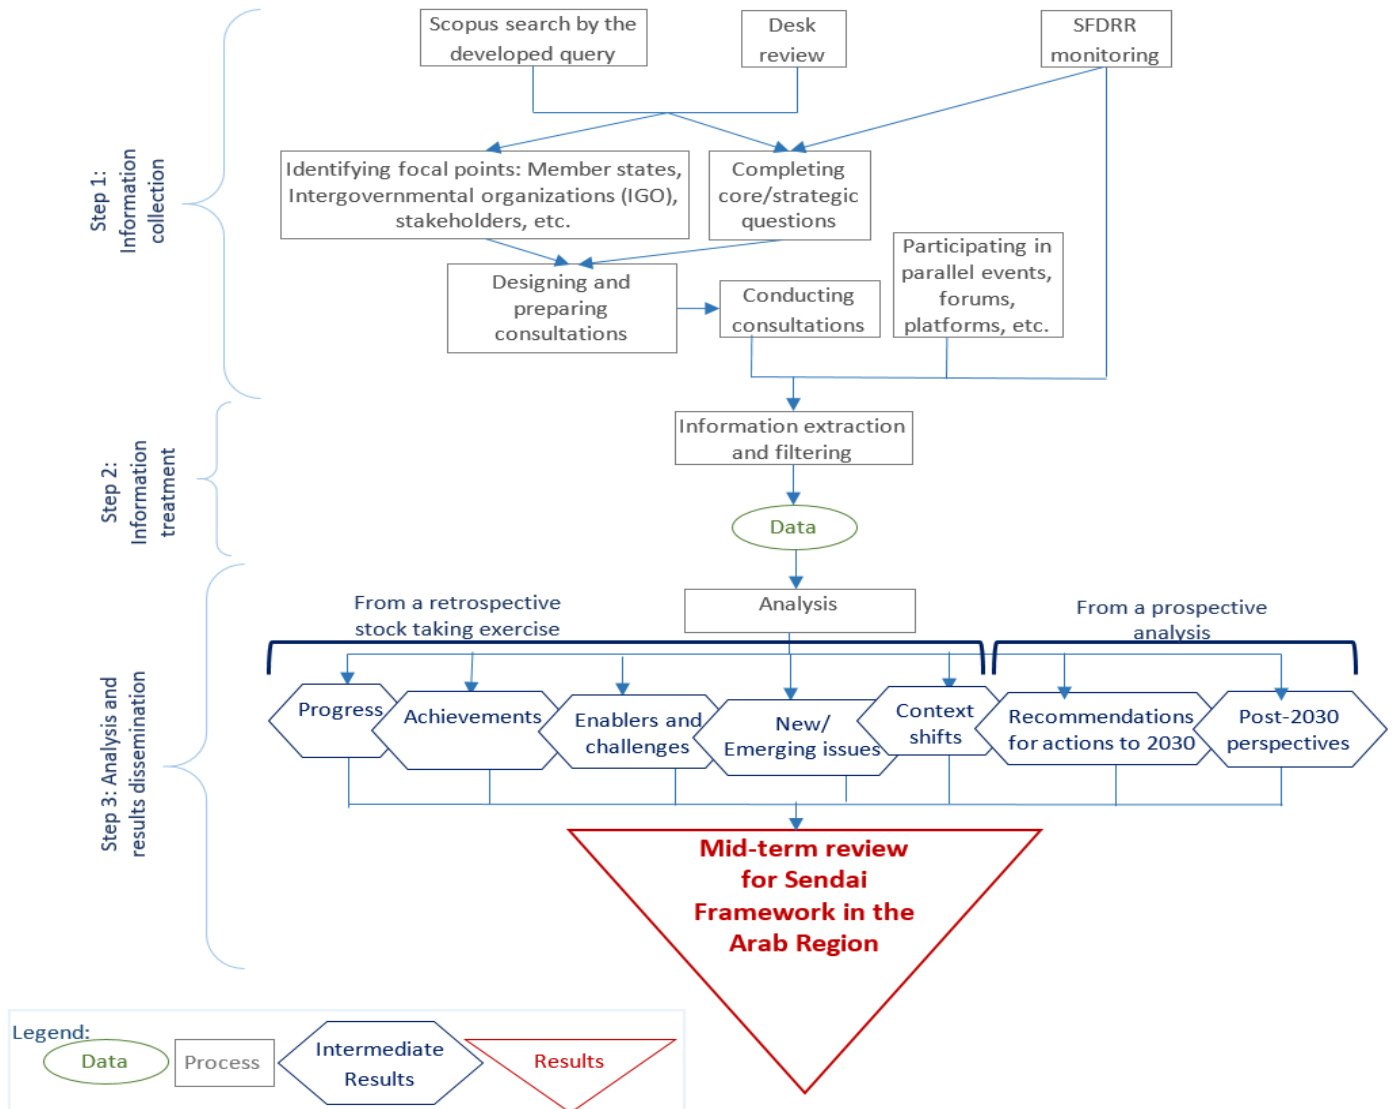 Scopus search by the
developed query
Desk
review
SFDRR
monitoring
Step 1:
Information
collection
Identifying focal points: Member states,
Intergovernmental organizations (IGO),
stakeholders, etc.
Completing
core/strategic
questions
Participating in
parallel events,
forums,
platforms, etc.
Designing and
preparing
consultations
Conducting
consultations
Step 2:
Information
treatment
Information extraction
and filtering
Data
Step 3: Analysis and
results dissemination
Analysis
From a retrospective
stock taking exercise
From a prospective
analysis
Progress
Achievements
Enablers and
challenges
New/
Emerging issues
Context
shifts
Recommendations
for actions to 2030
Post-2030
perspectives
Mid-term review
for Sendai
Framework in the
Arab Region
Legend:
Data
Process
Intermediate
Results
Results